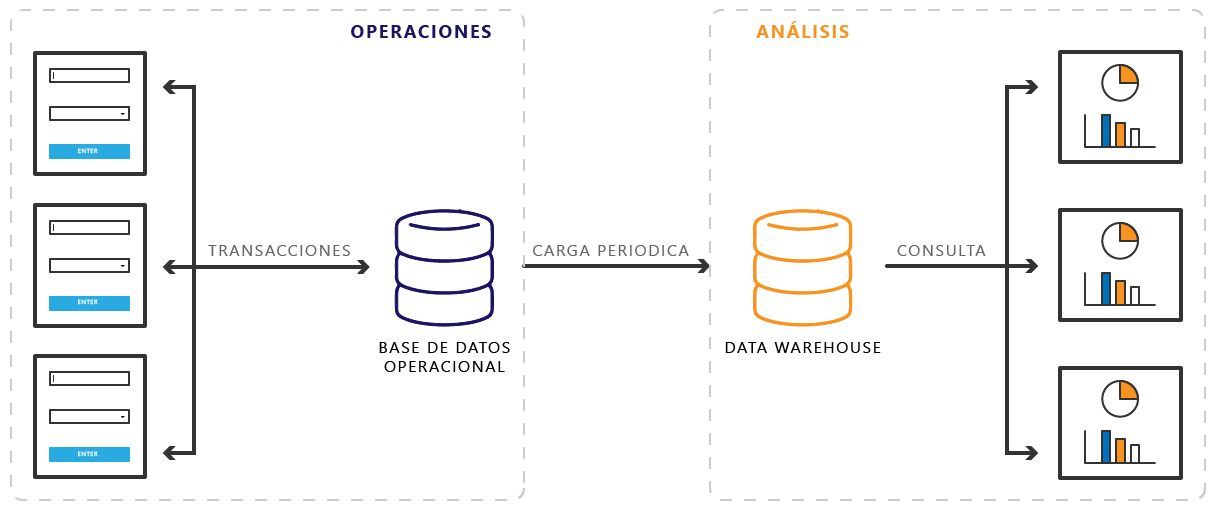 OPERACIONES
ANÁLISIS
ENTER
TRANSACCIONES
CARGA PERIODICA
CONSULTA
ENTER
BASE DE DATOS
OPERACIONAL
DATA WAREHOUSE
ENTER